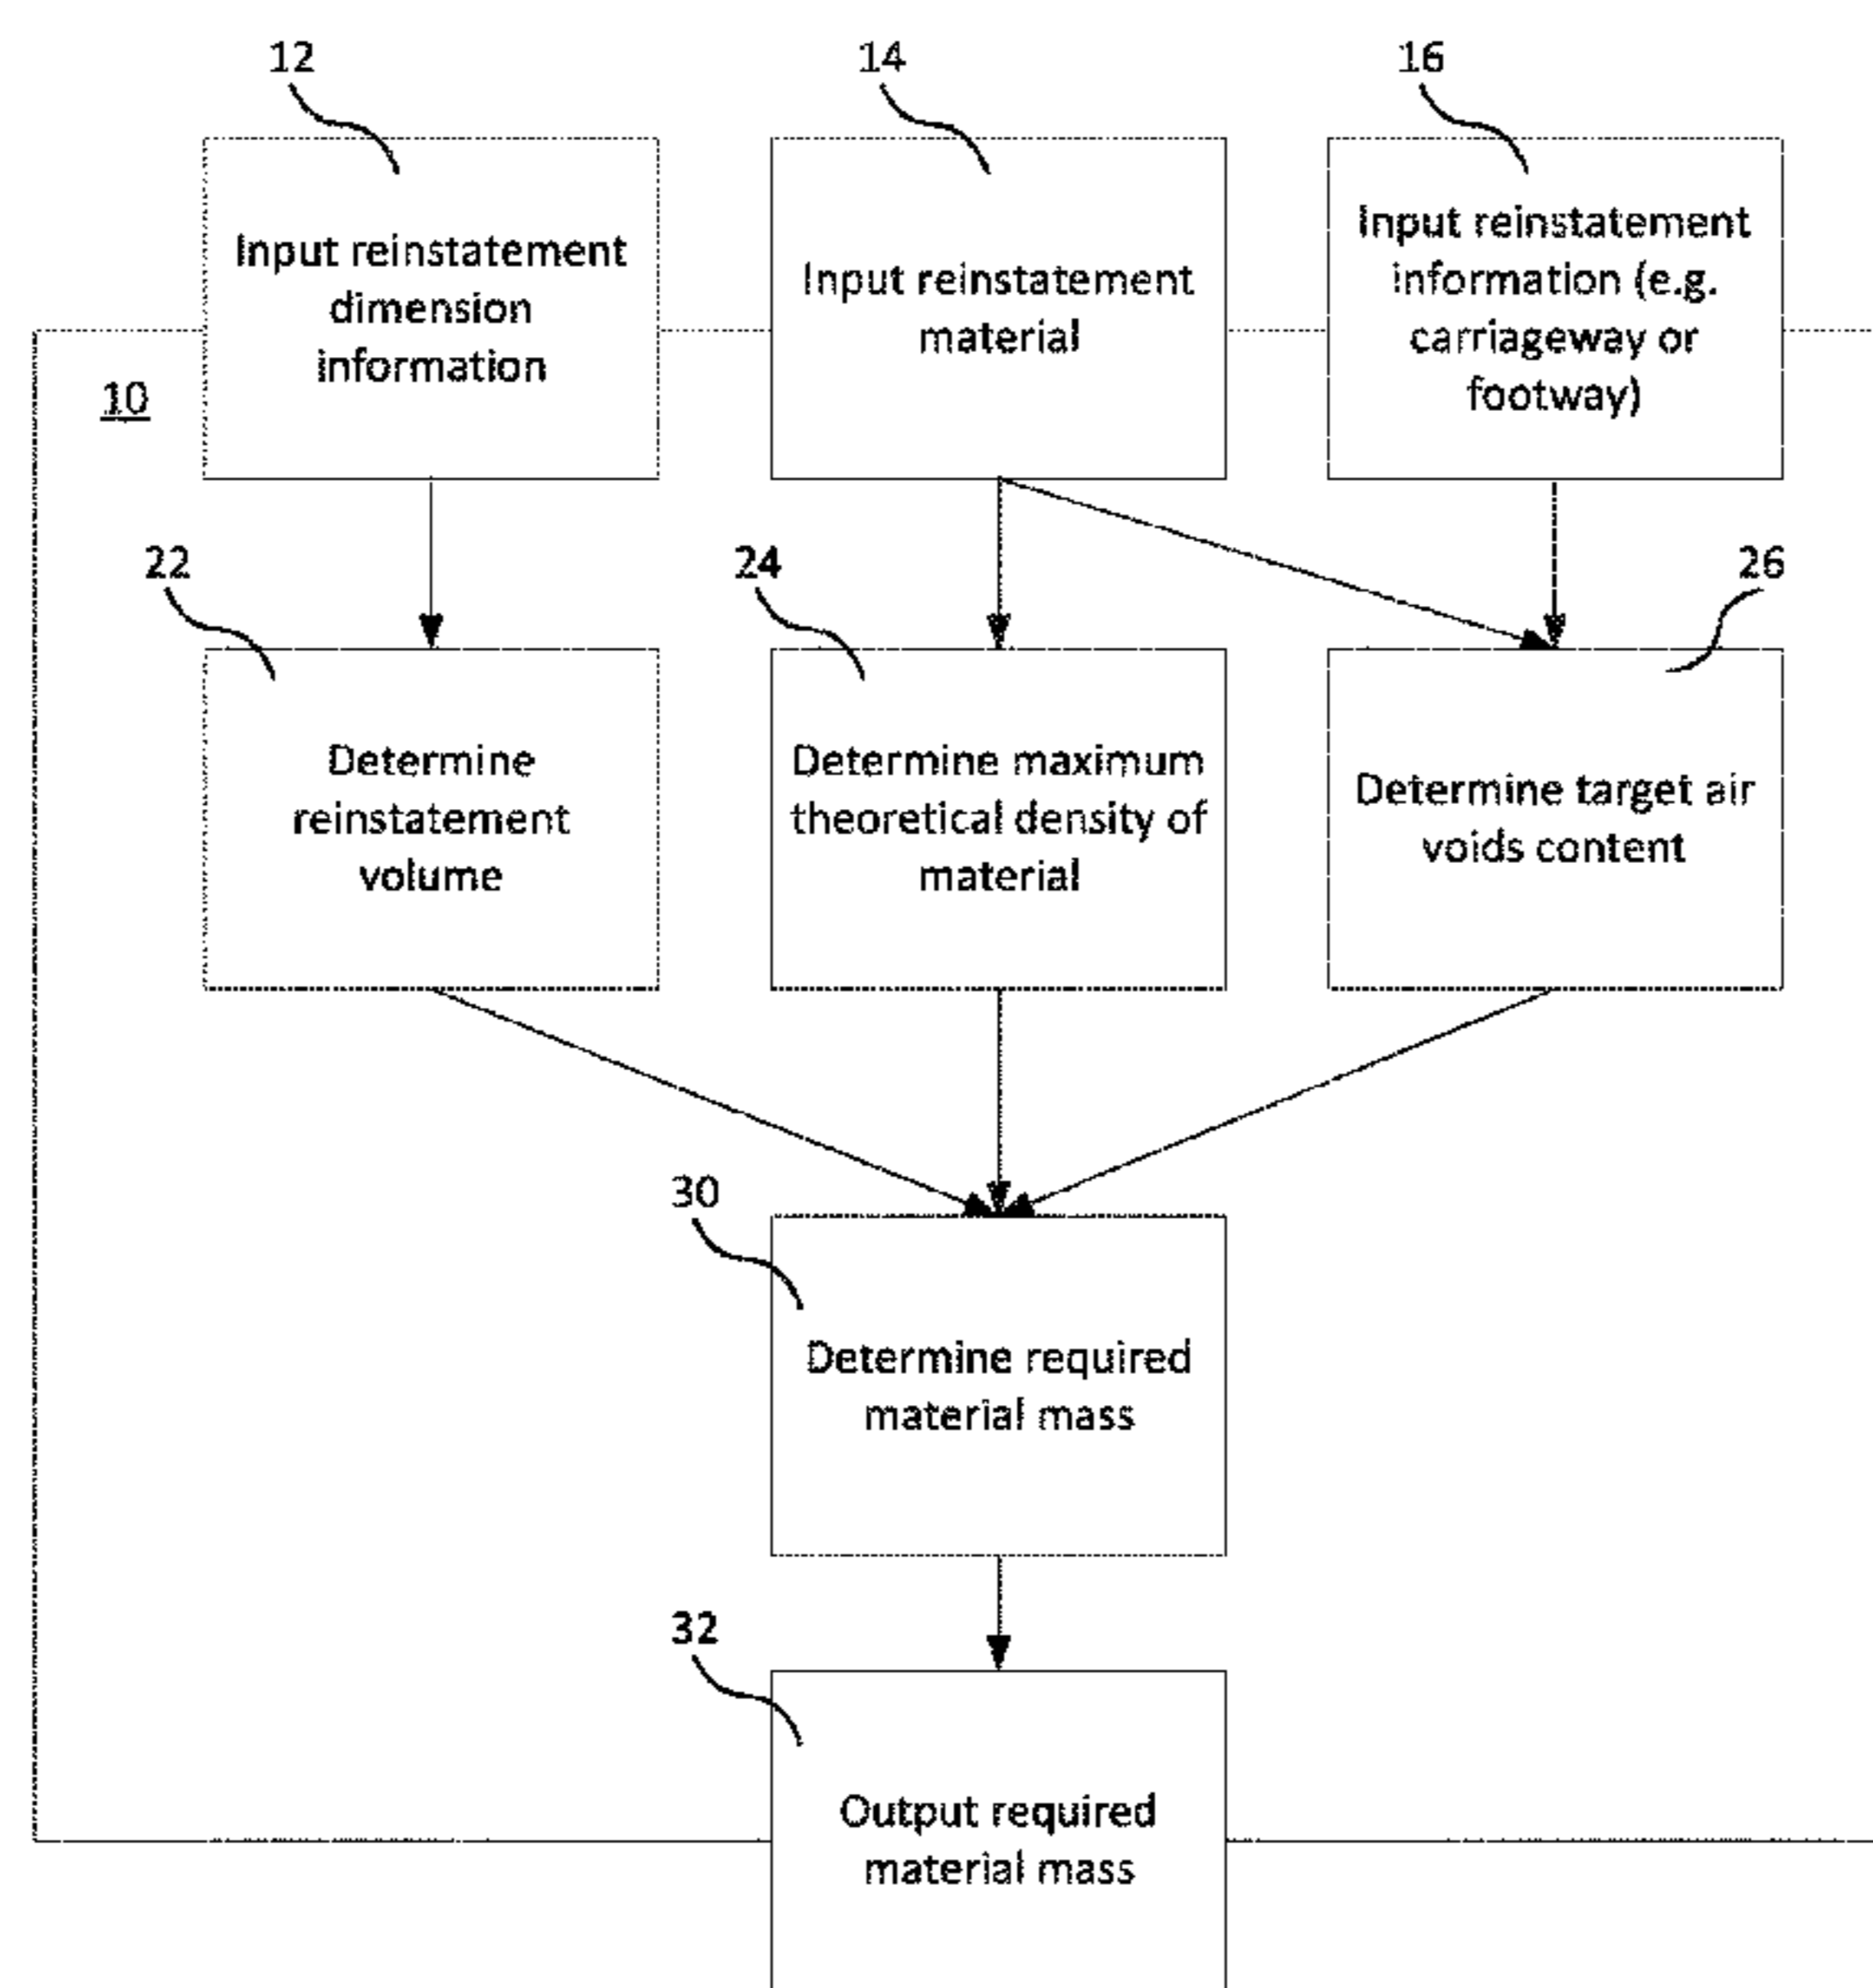 12
14
16
Input reinstatement
dimension
information
Input reinstatement
material
Input reinstatement
information (e.g.
carriageway or
footway)
10
22
24
26
Determine
reinstatement
volume
Determine maximum
theoretical density of
material
Determine target air
voids content
30
Determine required
material mass
32
Output required
material mass